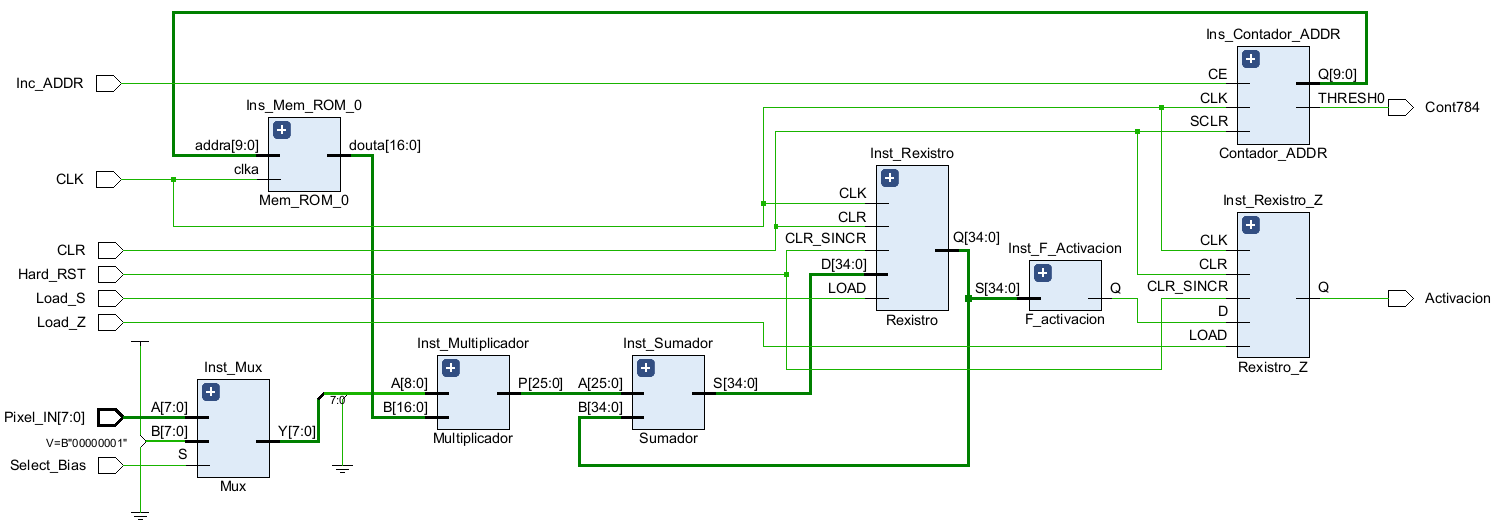 Ins_Contador_ADDR
Inc_ADDR
CE
Q[9:0]
CLK
THRESH0
Cont784
SCLR
Contador_ADDR
Ins_Mem_ROM_0
addra[9:0]
douta[16:0]
clka
Mem_ROM_0
CLK
Inst_Rexistro
CLK
CLR
CLR_SINCR
Q[34:0]
D[34:0]
LOAD
Rexistro
Inst_Rexistro_Z
CLK
CLR
CLR_SINCR
D
LOAD
Q
Activacion
Rexistro_Z
Inst_F_Activacion
S[34:0]
Q
F_activacion
CLR
Hard_RST
Load_S
Load_Z
Inst_Mux
A[7:0]
B[7:0]
S
Y[7:0]
Mux
Pixel_IN[7:0]
V=B"00000001"
Select_Bias
7:0
Inst_Multiplicador
A[8:0]
B[16:0]
P[25:0]
Multiplicador
Inst_Sumador
A[25:0]
B[34:0]
S[34:0]
Sumador